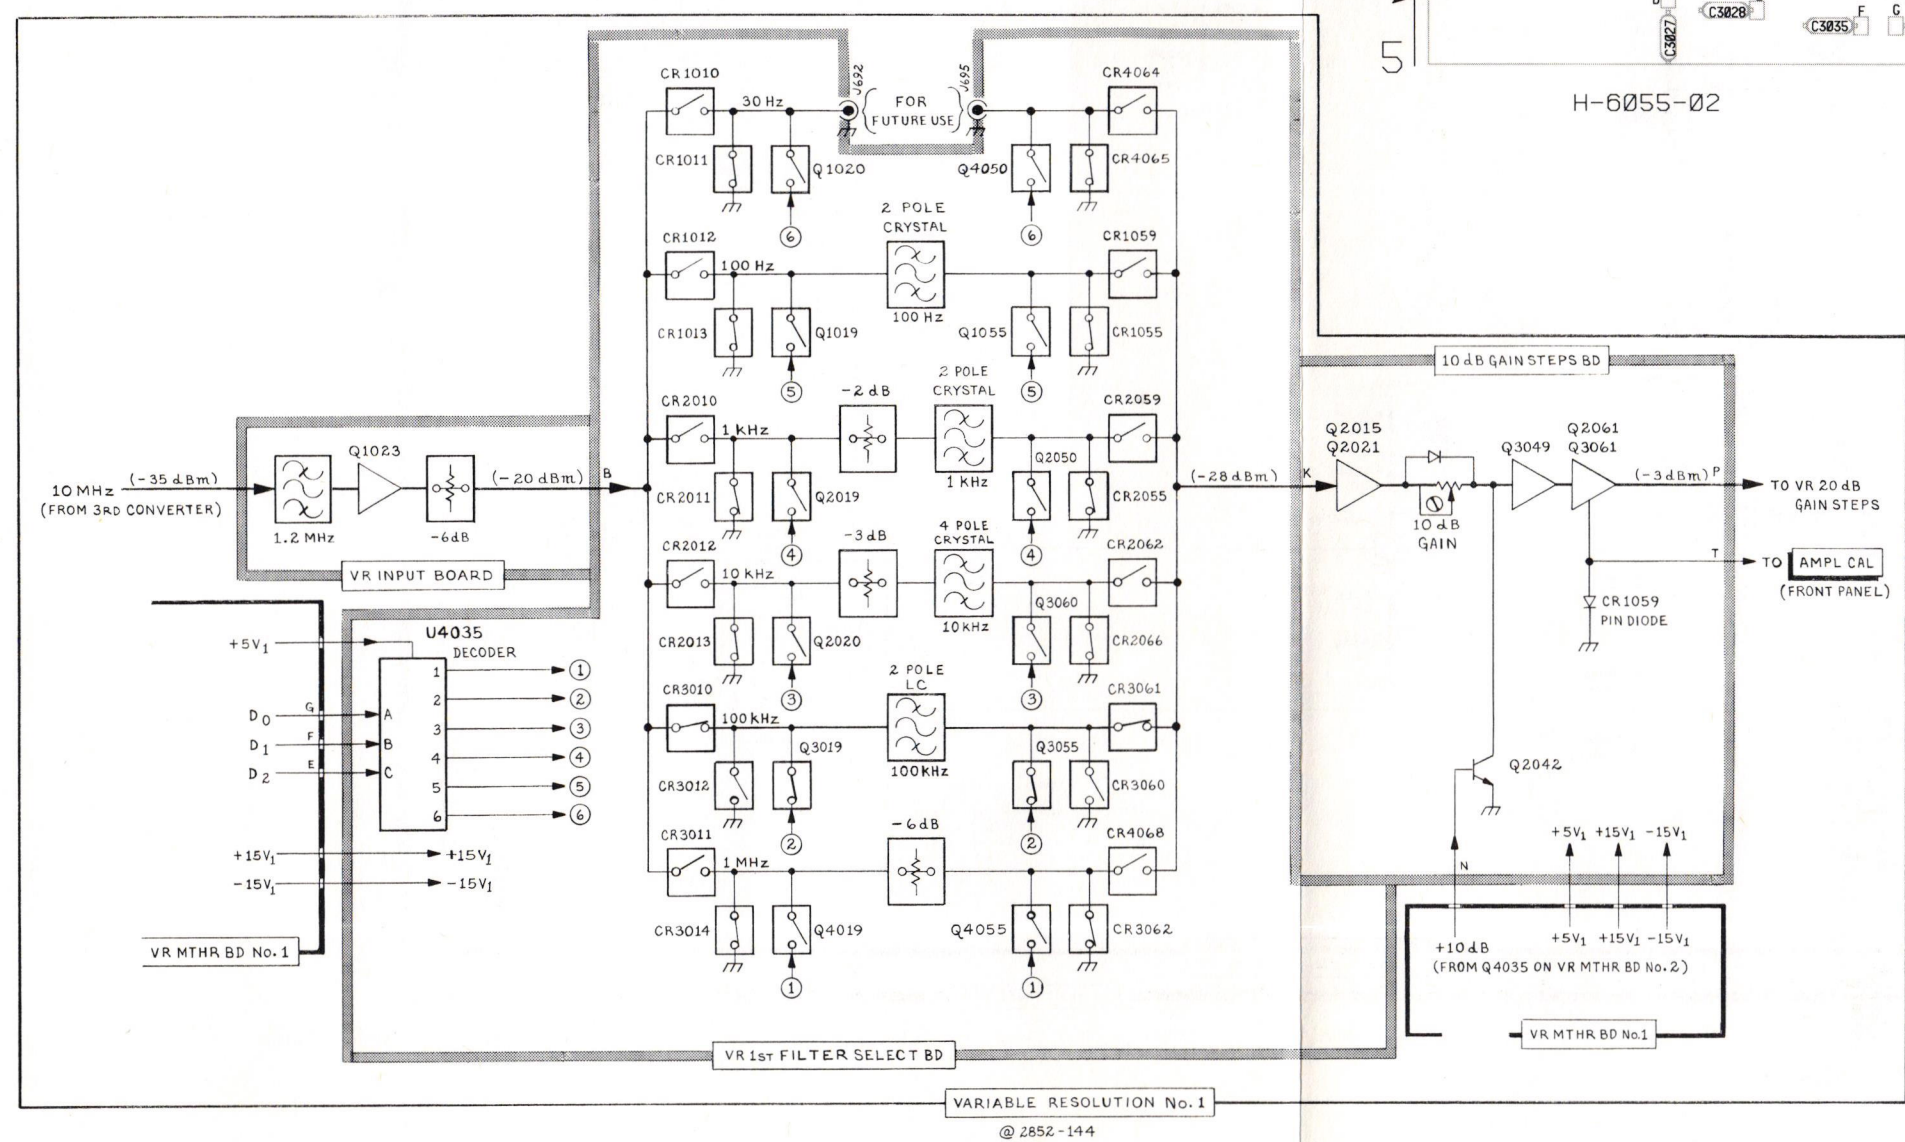 C3027
C3028
C3035
F
G
5
H-6055-02
CR1010
30 Hz
J692
FOR
FUTURE USE
J695
CR4064
CR1011
Q1020
Q4050
CR4065
6
6
2 POLE
CRYSTAL
CR1012
100 Hz
CR1059
100 Hz
CR1013
Q1019
Q1055
CR1055
5
5
CR2010
1 kHz
-2 dB
2 POLE
CRYSTAL
CR2059
Q2050
1 kHz
CR2011
Q2019
CR2055
4
4
CR2012
10 kHz
-3 dB
4 POLE
CRYSTAL
CR2062
Q3060
10 kHz
CR2013
Q2020
CR2066
3
3
2 POLE
LC
CR3010
100 kHz
CR3061
Q3019
100 kHz
Q3055
CR3012
CR3060
2
2
CR3011
1 MHz
-6 dB
CR4068
CR3014
Q4019
Q4055
CR3062
1
1
10 MHz
(FROM 3RD CONVERTER)
(-35 dBm)
Q1023
1.2 MHz
-6dB
(-20 dBm)
B
VR INPUT BOARD
+5V1
U4035
DECODER
D0
G
A
D1
F
B
D2
E
C
1
2
3
4
5
6
1
2
3
4
5
6
+15V1
+15V1
-15V1
-15V1
VR MTHR BD No.1
10 dB GAIN STEPS BD
(-28 dBm)
K
Q2015
Q2021
10 dB
GAIN
Q3049
Q2061
Q3061
(-3 dBm)
P
TO VR 20 dB
GAIN STEPS
T
TO AMPL CAL
(FRONT PANEL)
CR1059
PIN DIODE
Q2042
N
+5V1 +15V1 -15V1
+5V1 +15V1 -15V1
+10 dB
(FROM Q4035 ON VR MTHR BD No.2)
VR MTHR BD No.1
VR 1ST FILTER SELECT BD
VARIABLE RESOLUTION No. 1
@ 2852-144